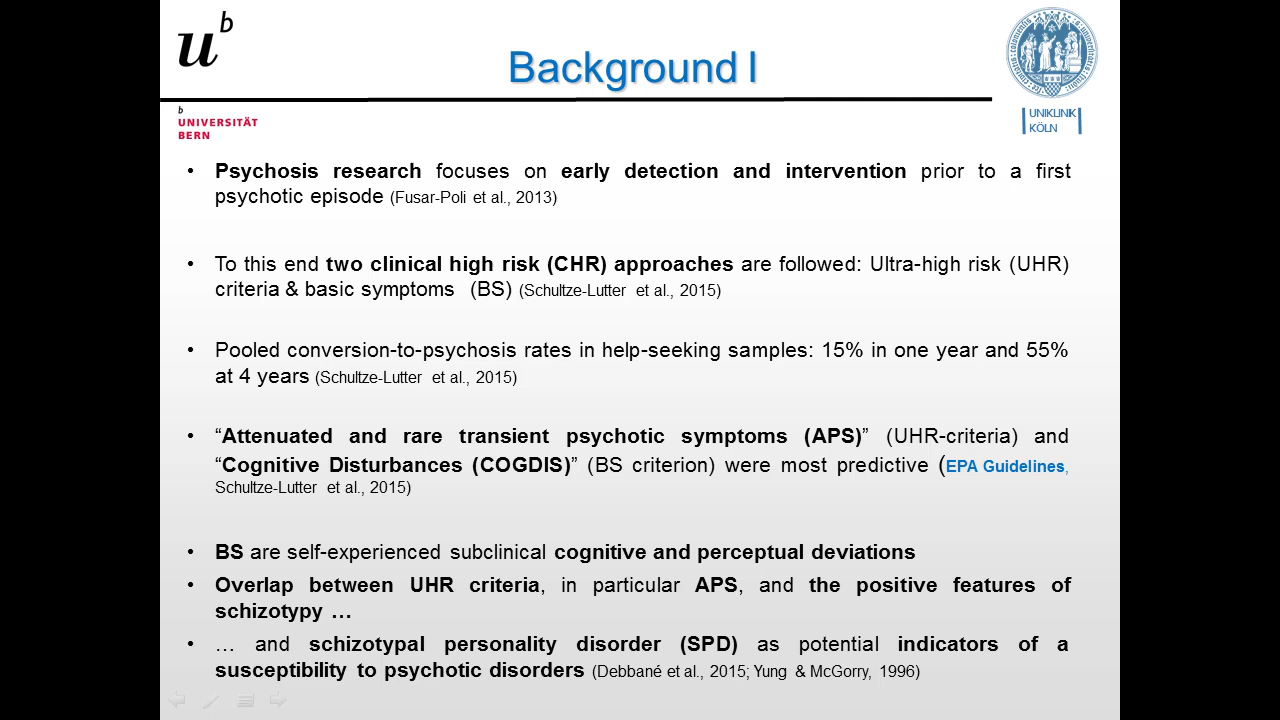 u b
Background I
b
UNIVERSITÄT
BERN
UNIKLINIK
KÖLN
• Psychosis research focuses on early detection and intervention prior to a first
psychotic episode (Fusar-Poli et al., 2013)
• To this end two clinical high risk (CHR) approaches are followed: Ultra-high risk (UHR)
criteria & basic symptoms (BS) (Schultze-Lutter et al., 2015)
• Pooled conversion-to-psychosis rates in help-seeking samples: 15% in one year and 55%
at 4 years (Schultze-Lutter et al., 2015)
• “Attenuated and rare transient psychotic symptoms (APS)” (UHR-criteria) and
“Cognitive Disturbances (COGDIS)” (BS criterion) were most predictive (EPA Guidelines,
Schultze-Lutter et al., 2015)
• BS are self-experienced subclinical cognitive and perceptual deviations
• Overlap between UHR criteria, in particular APS, and the positive features of
schizotypy …
• … and schizotypal personality disorder (SPD) as potential indicators of a
susceptibility to psychotic disorders (Debbané et al., 2015; Yung & McGorry, 1996)